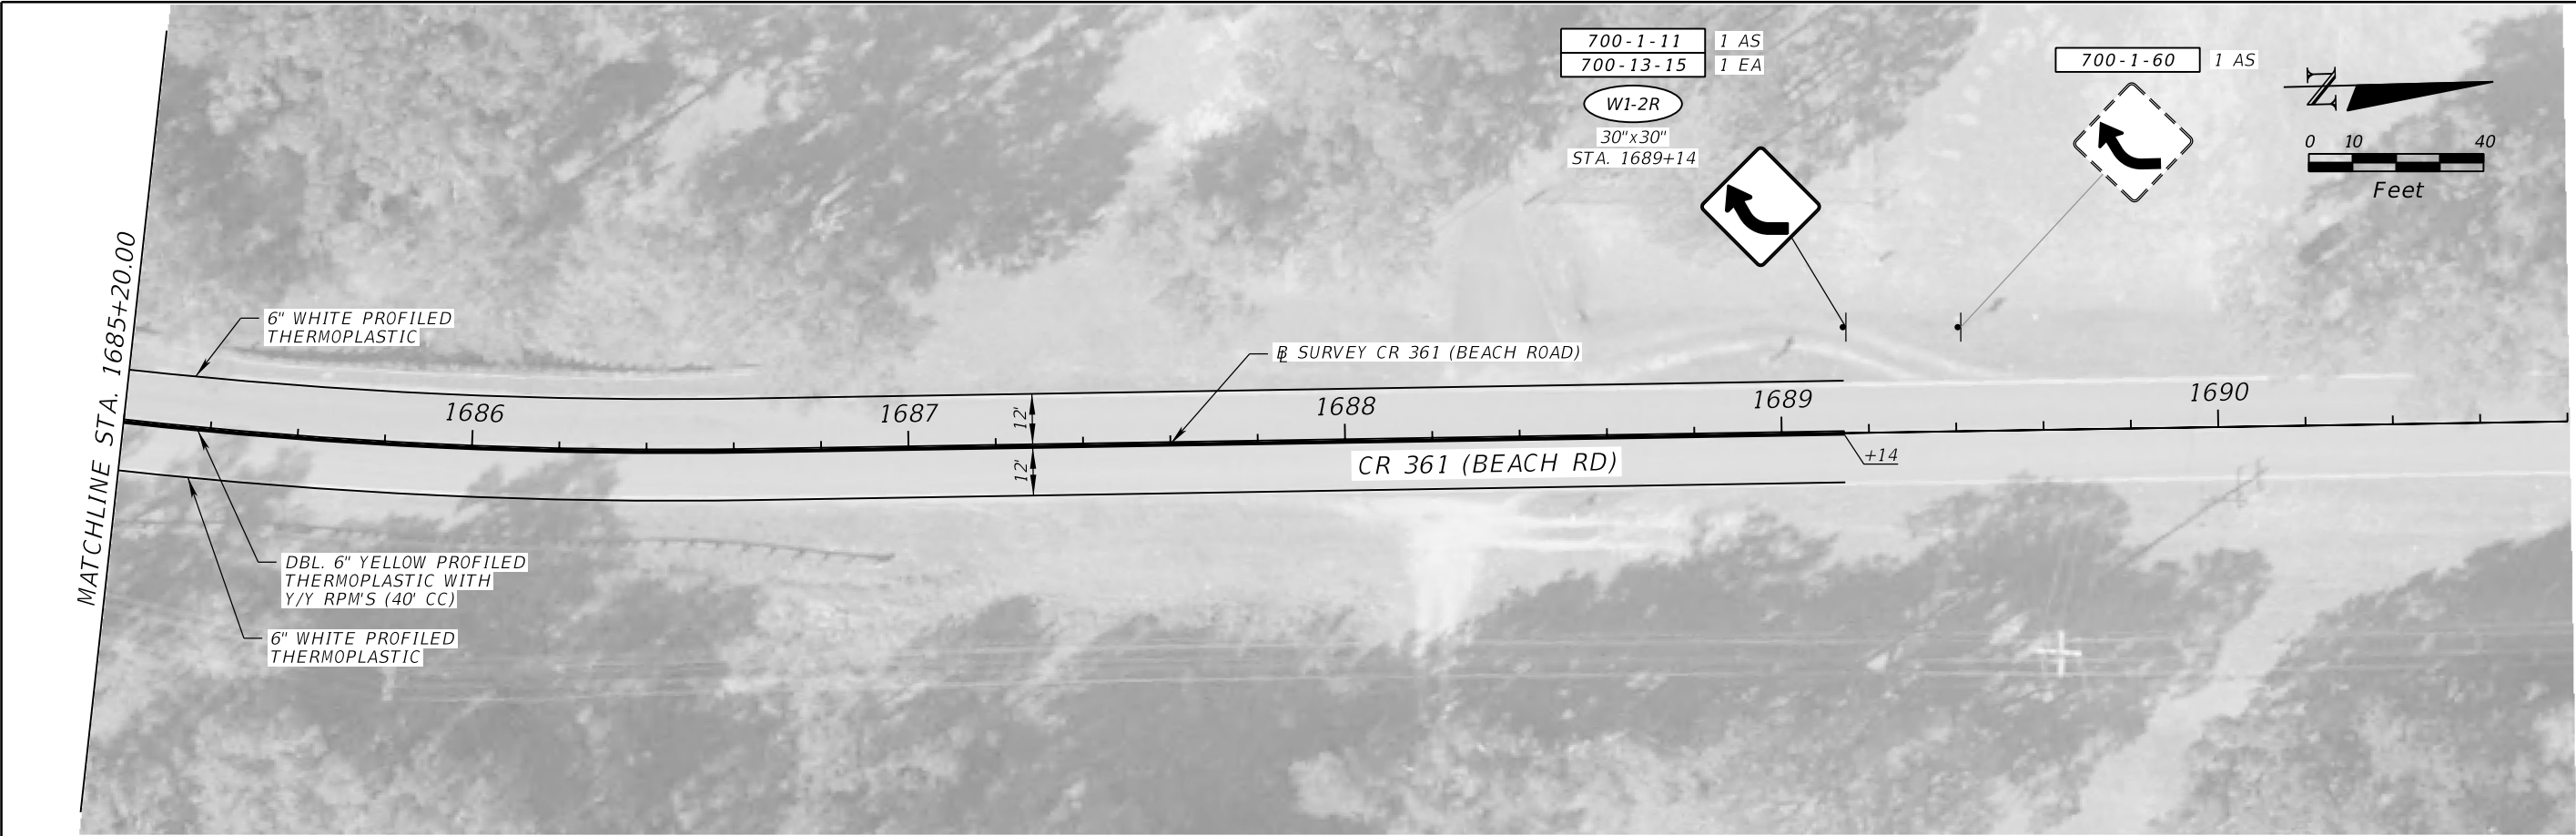 700-1-11 1 AS
700-13-15 1 EA
W1-2R
30"x30"
STA. 1689+14
700-1-60 1 AS
N
0 10 40
Feet
MATCHLINE STA. 1685+20.00
6" WHITE PROFILED
THERMOPLASTIC
BL SURVEY CR 361 (BEACH ROAD)
1686 1687 1688 1689 1690
12'
12'
CR 361 (BEACH RD)
+14
DBL. 6" YELLOW PROFILED
THERMOPLASTIC WITH
Y/Y RPM'S (40' CC)
6" WHITE PROFILED
THERMOPLASTIC